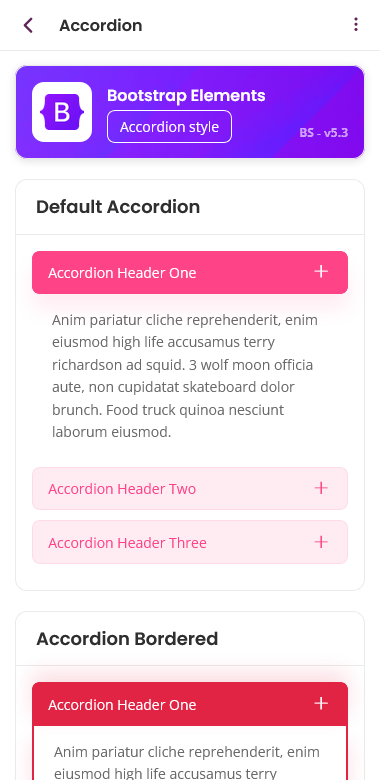 Accordion
B
Bootstrap Elements
Accordion style
BS - v5.3
Default Accordion
Accordion Header One
Anim pariatur cliche reprehenderit, enim
eiusmod high life accusamus terry
richardson ad squid. 3 wolf moon officia
aute, non cupidatat skateboard dolor
brunch. Food truck quinoa nesciunt
laborum eiusmod.
Accordion Header Two
Accordion Header Three
Accordion Bordered
Accordion Header One
Anim pariatur cliche reprehenderit, enim
eiusmod high life accusamus terry